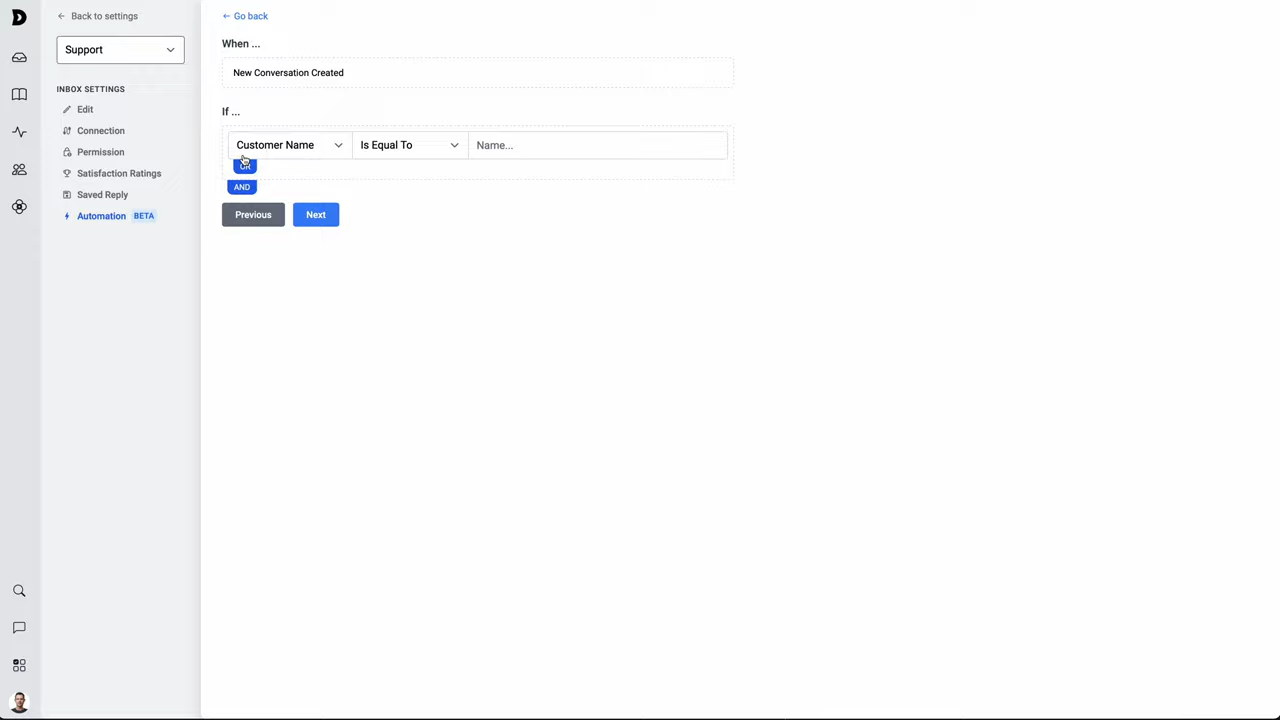 Back to settings
Support
INBOX SETTINGS
Edit
Connection
Permission
Satisfaction Ratings
Saved Reply
Automation BETA
← Go back
When ...
New Conversation Created
If ...
Customer Name Is Equal To Name...
OR
AND
Previous Next